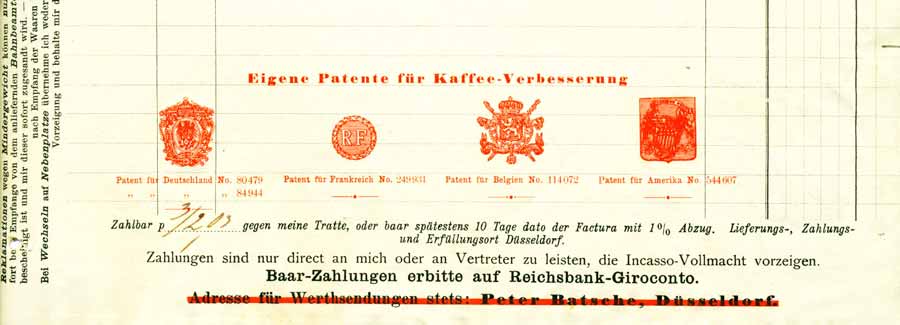 Reklamationen wegen Mindergewicht können nur
fort bei Empfange von dem anliefernden Bahnbeamt
bescheinigt ist und mir dieser sofort zugesandt wird. —
nach Empfang der Waaren
Bei Wechseln auf Nebenplätze übernehme ich weder
Vorzeigung und behalte mir d
Eigene Patente für Kaffee-Verbesserung
RF
Patent für Deutschland No. 80479
„ „ „ 84944
Patent für Frankreich No. 249931
Patent für Belgien No. 114072
Patent für Amerika No 544607
Zahlbar p 3/2 03 gegen meine Tratte, oder baar spätestens 10 Tage dato der Factura mit 1% Abzug. Lieferungs-, Zahlungs-
und Erfüllungsort Düsseldorf.
Zahlungen sind nur direct an mich oder an Vertreter zu leisten, die Incasso-Vollmacht vorzeigen.
Baar-Zahlungen erbitte auf Reichsbank-Giroconto.
Adresse für Werthsendungen stets: Peter Batsche, Düsseldorf.